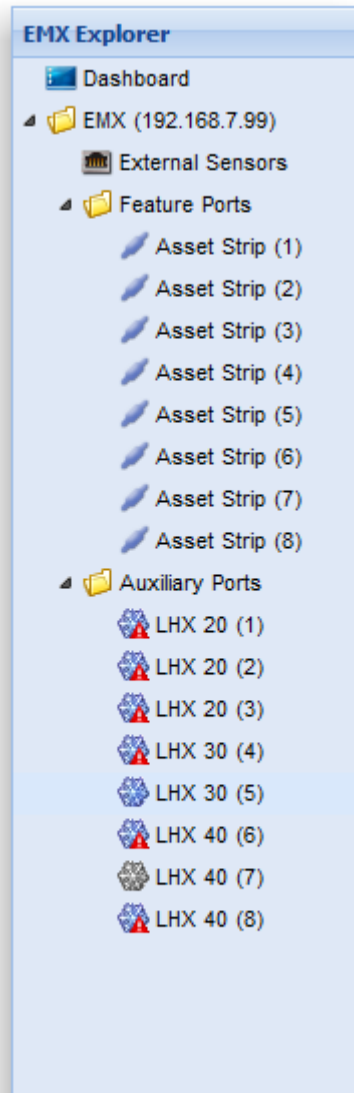 EMX Explorer
Dashboard
EMX (192.168.7.99)
External Sensors
Feature Ports
Asset Strip (1)
Asset Strip (2)
Asset Strip (3)
Asset Strip (4)
Asset Strip (5)
Asset Strip (6)
Asset Strip (7)
Asset Strip (8)
Auxiliary Ports
LHX 20 (1)
LHX 20 (2)
LHX 20 (3)
LHX 30 (4)
LHX 30 (5)
LHX 40 (6)
LHX 40 (7)
LHX 40 (8)